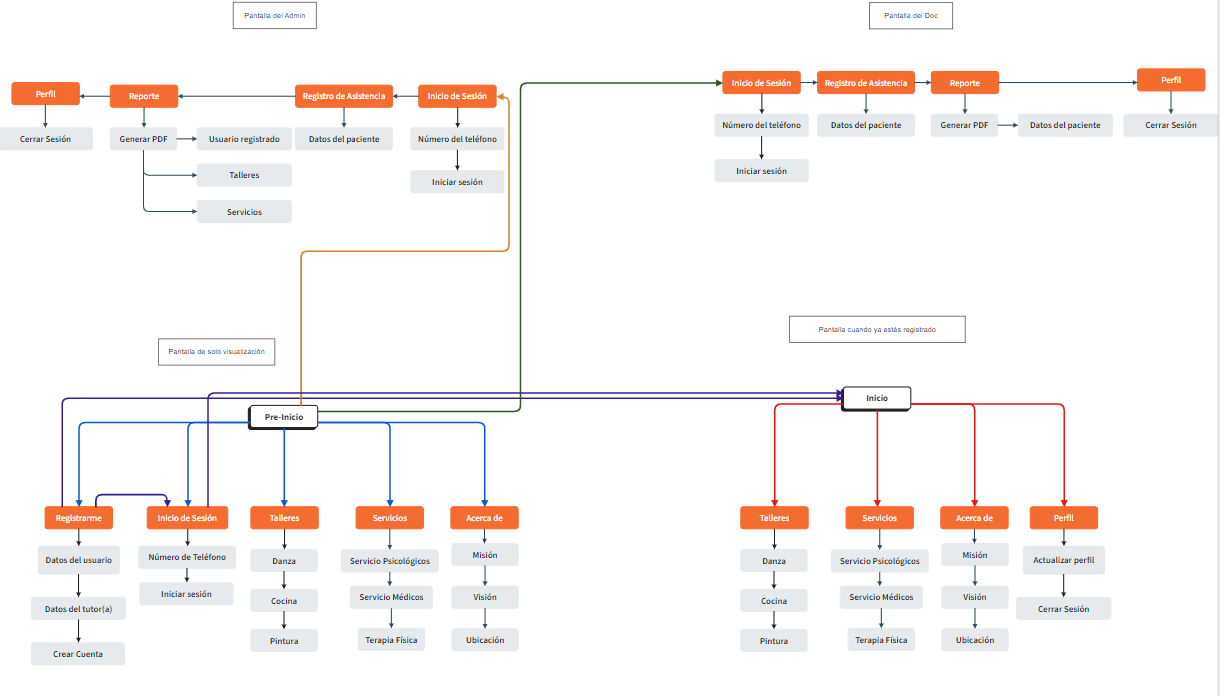 Pantalla del Admin
Pantalla del Doc
Perfil
Reporte
Registro de Asistencia
Inicio de Sesión
Cerrar Sesión
Generar PDF
Usuario registrado
Datos del paciente
Número del teléfono
Talleres
Iniciar sesión
Servicios
Inicio de Sesión
Registro de Asistencia
Reporte
Perfil
Número del teléfono
Datos del paciente
Generar PDF
Datos del paciente
Cerrar Sesión
Iniciar sesión
Pantalla de solo visualización
Pantalla cuando ya estés registrado
Pre-Inicio
Inicio
Registrarme
Inicio de Sesión
Talleres
Servicios
Acerca de
Datos del usuario
Número de Teléfono
Danza
Servicio Psicológicos
Misión
Datos del tutor(a)
Iniciar sesión
Cocina
Servicio Médicos
Visión
Crear Cuenta
Pintura
Terapia Física
Ubicación
Talleres
Servicios
Acerca de
Perfil
Danza
Servicio Psicológicos
Misión
Actualizar perfil
Cocina
Servicio Médicos
Visión
Cerrar Sesión
Pintura
Terapia Física
Ubicación